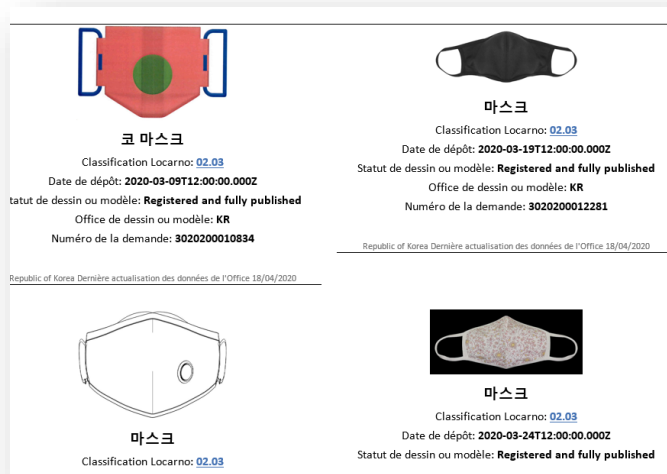 코 마스크
Classification Locarno: 02.03
Date de dépôt: 2020-03-09T12:00:00.000Z
tatut de dessin ou modèle: Registered and fully published
Office de dessin ou modèle: KR
Numéro de la demande: 3020200010834
Republic of Korea Dernière actualisation des données de l'Office 18/04/2020
마스크
Classification Locarno: 02.03
마스크
Classification Locarno: 02.03
Date de dépôt: 2020-03-19T12:00:00.000Z
Statut de dessin ou modèle: Registered and fully published
Office de dessin ou modèle: KR
Numéro de la demande: 3020200012281
Republic of Korea Dernière actualisation des données de l'Office 18/04/2020
마스크
Classification Locarno: 02.03
Date de dépôt: 2020-03-24T12:00:00.000Z
Statut de dessin ou modèle: Registered and fully published